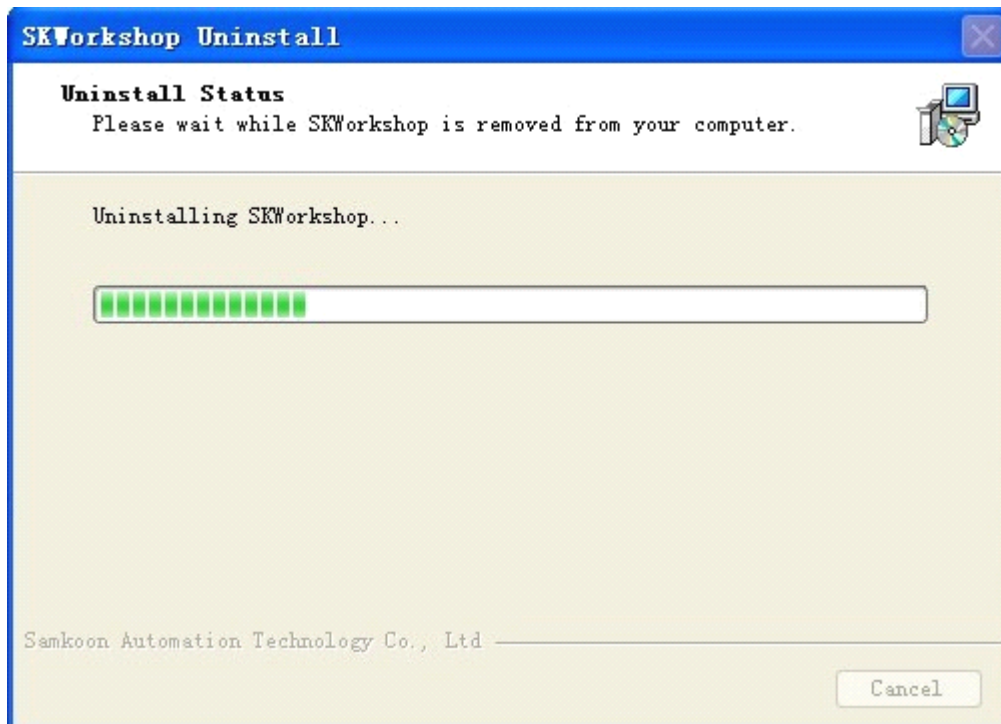 SKWorkshop Uninstall
Uninstall Status
Please wait while SKWorkshop is removed from your computer.
Uninstalling SKWorkshop...
Samkoon Automation Technology Co., Ltd
Cancel